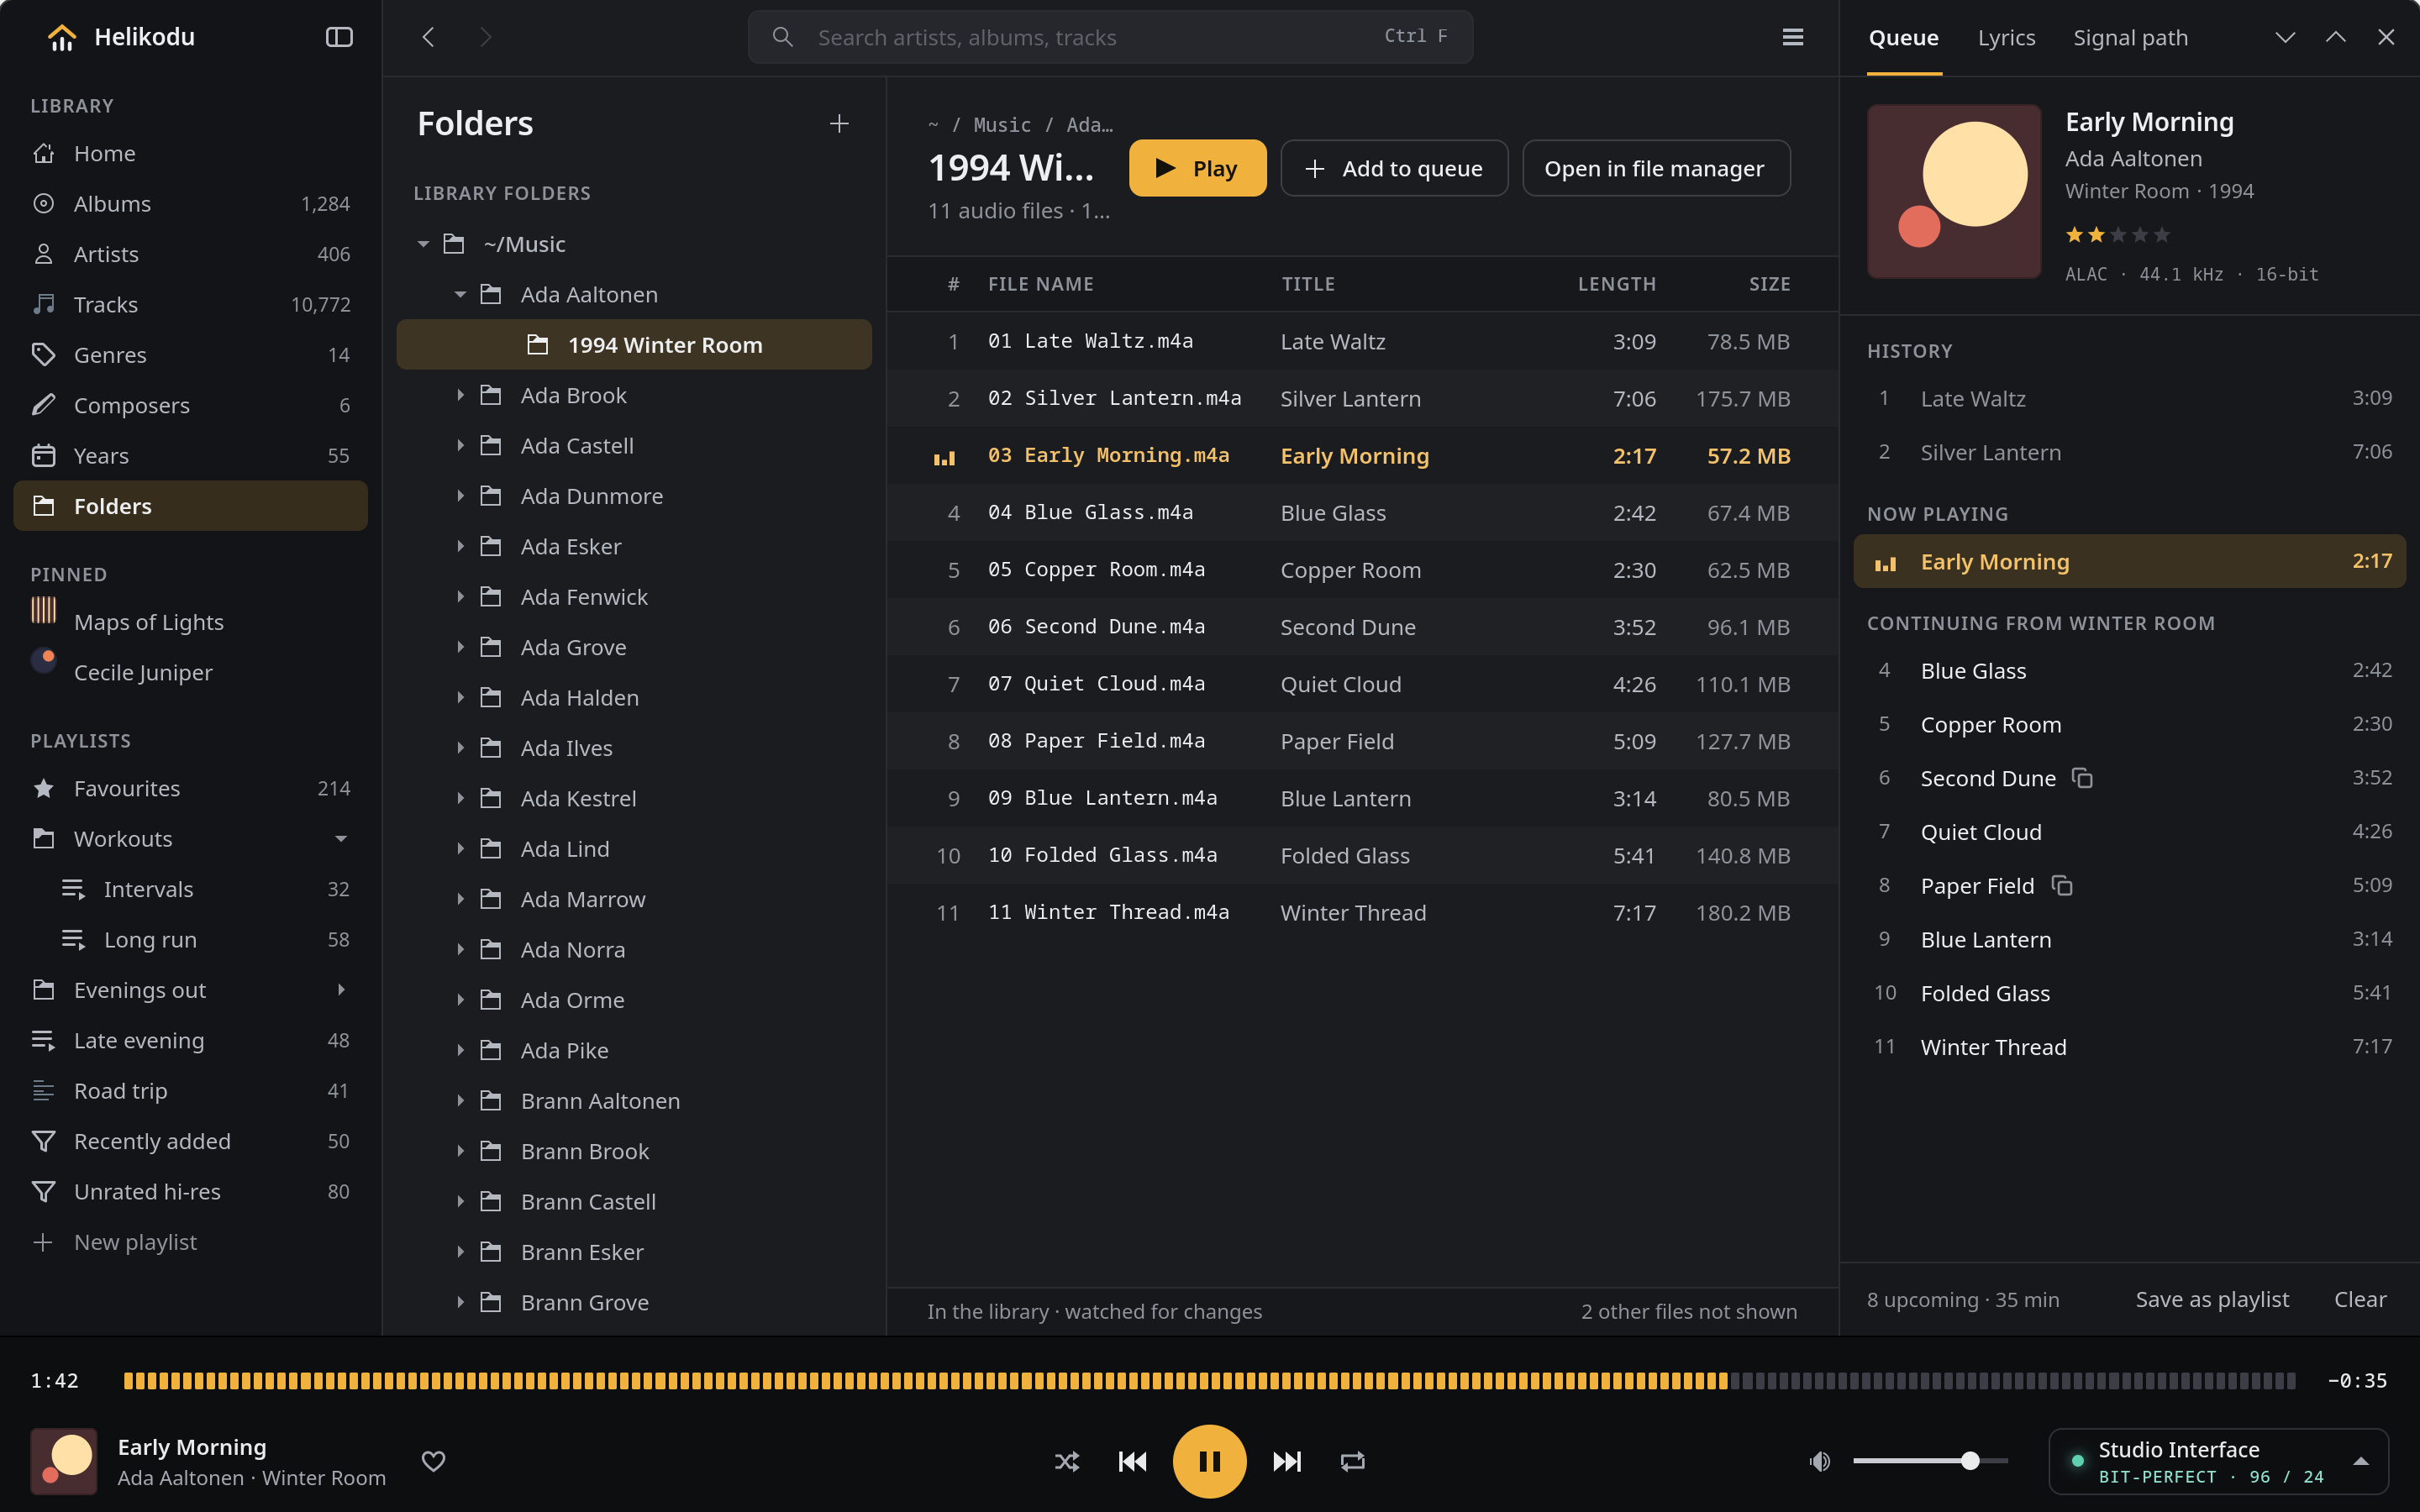 Helikodu
LIBRARY
Home
Albums 1,284
Artists 406
Tracks 10,772
Genres 14
Composers 6
Years 55
Folders
PINNED
Maps of Lights
Cecile Juniper
PLAYLISTS
Favourites 214
Workouts
Intervals 32
Long run 58
Evenings out
Late evening 48
Road trip 41
Recently added 50
Unrated hi-res 80
New playlist
Search artists, albums, tracks Ctrl F
Folders
LIBRARY FOLDERS
~/Music
Ada Aaltonen
1994 Winter Room
Ada Brook
Ada Castell
Ada Dunmore
Ada Esker
Ada Fenwick
Ada Grove
Ada Halden
Ada Ilves
Ada Kestrel
Ada Lind
Ada Marrow
Ada Norra
Ada Orme
Ada Pike
Brann Aaltonen
Brann Brook
Brann Castell
Brann Esker
Brann Grove
~ / Music / Ada…
1994 Wi…
11 audio files · 1…
Play
Add to queue
Open in file manager
# FILE NAME TITLE LENGTH SIZE
1 01 Late Waltz.m4a Late Waltz 3:09 78.5 MB
2 02 Silver Lantern.m4a Silver Lantern 7:06 175.7 MB
03 Early Morning.m4a Early Morning 2:17 57.2 MB
4 04 Blue Glass.m4a Blue Glass 2:42 67.4 MB
5 05 Copper Room.m4a Copper Room 2:30 62.5 MB
6 06 Second Dune.m4a Second Dune 3:52 96.1 MB
7 07 Quiet Cloud.m4a Quiet Cloud 4:26 110.1 MB
8 08 Paper Field.m4a Paper Field 5:09 127.7 MB
9 09 Blue Lantern.m4a Blue Lantern 3:14 80.5 MB
10 10 Folded Glass.m4a Folded Glass 5:41 140.8 MB
11 11 Winter Thread.m4a Winter Thread 7:17 180.2 MB
In the library · watched for changes 2 other files not shown
Queue Lyrics Signal path
Early Morning
Ada Aaltonen
Winter Room · 1994
ALAC · 44.1 kHz · 16-bit
HISTORY
1 Late Waltz 3:09
2 Silver Lantern 7:06
NOW PLAYING
Early Morning 2:17
CONTINUING FROM WINTER ROOM
4 Blue Glass 2:42
5 Copper Room 2:30
6 Second Dune 3:52
7 Quiet Cloud 4:26
8 Paper Field 5:09
9 Blue Lantern 3:14
10 Folded Glass 5:41
11 Winter Thread 7:17
8 upcoming · 35 min Save as playlist Clear
1:42 −0:35
Early Morning
Ada Aaltonen · Winter Room
Studio Interface
BIT-PERFECT · 96 / 24